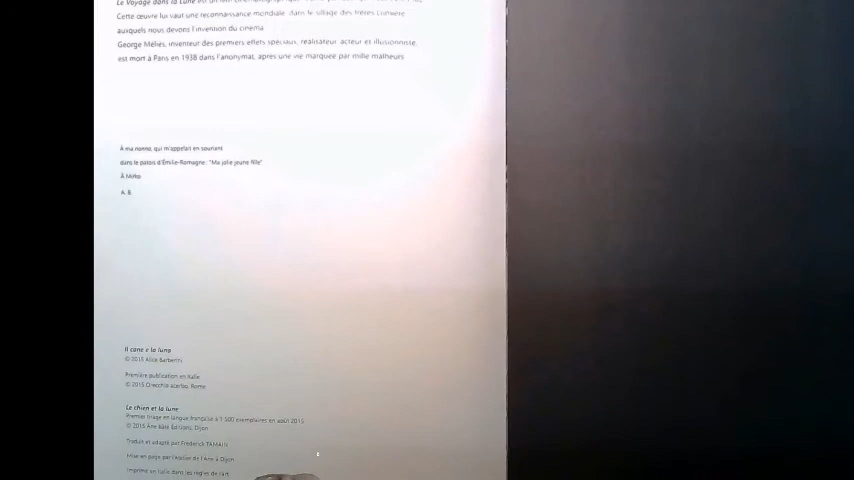 Le Voyage dans la Lune
Cette œuvre lui vaut une reconnaissance mondiale, dans le sillage des frères Lumière
auxquels nous devons l'invention du cinéma.
George Méliès, inventeur des premiers effets spéciaux, réalisateur, acteur et illusionniste,
est mort à Paris en 1938 dans l'anonymat, après une vie marquée par mille malheurs
À ma nonna, qui m'appelait en souriant
dans le patois d'Émilie-Romagne : "Ma jolie jeune fille"
À Mirko
A. B.
Il cane e la luna
© 2015 Alice Barberini
Première publication en Italie
© 2015 Orecchio acerbo, Rome
Le chien et la lune
Premier tirage en langue française à 1 500 exemplaires en août 2015
© 2015 Âne bâté Éditions, Dijon
Traduit et adapté par Frederick TAMAIN
Mise en page par l'Atelier de l'Âne à Dijon
Imprimé en Italie dans les règles de l'art